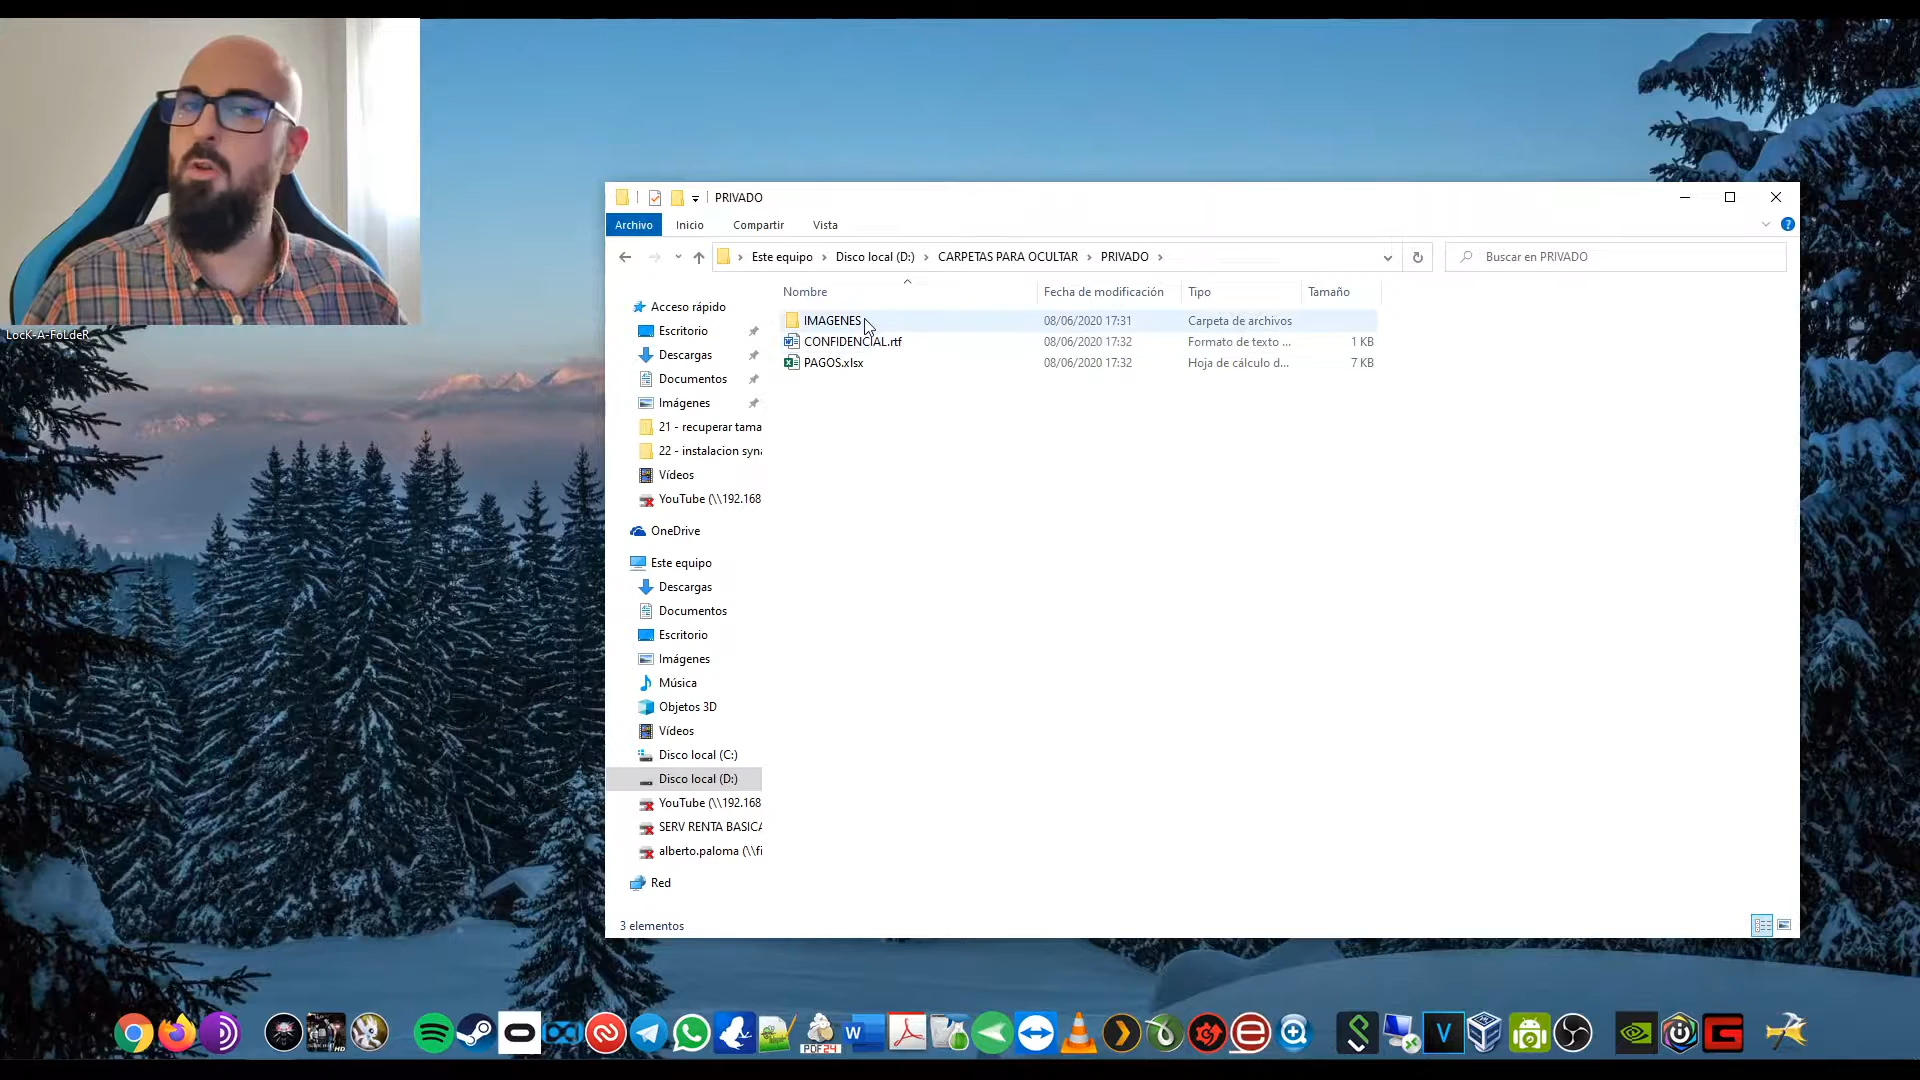 LocK-A-FoLdeR
PRIVADO
Archivo Inicio Compartir Vista
Este equipo Disco local (D:) CARPETAS PARA OCULTAR PRIVADO
Buscar en PRIVADO
Nombre Fecha de modificación Tipo Tamaño
IMAGENES 08/06/2020 17:31 Carpeta de archivos
CONFIDENCIAL.rtf 08/06/2020 17:32 Formato de texto ... 1 KB
PAGOS.xlsx 08/06/2020 17:32 Hoja de cálculo d... 7 KB
Acceso rápido
Escritorio
Descargas
Documentos
Imágenes
21 - recuperar tama
22 - instalacion syna
Vídeos
YouTube (\\192.168
OneDrive
Este equipo
Descargas
Documentos
Escritorio
Imágenes
Música
Objetos 3D
Vídeos
Disco local (C:)
Disco local (D:)
YouTube (\\192.168
SERV RENTA BASICA
alberto.paloma (\\fi
Red
3 elementos
PDF24
W
HD
V